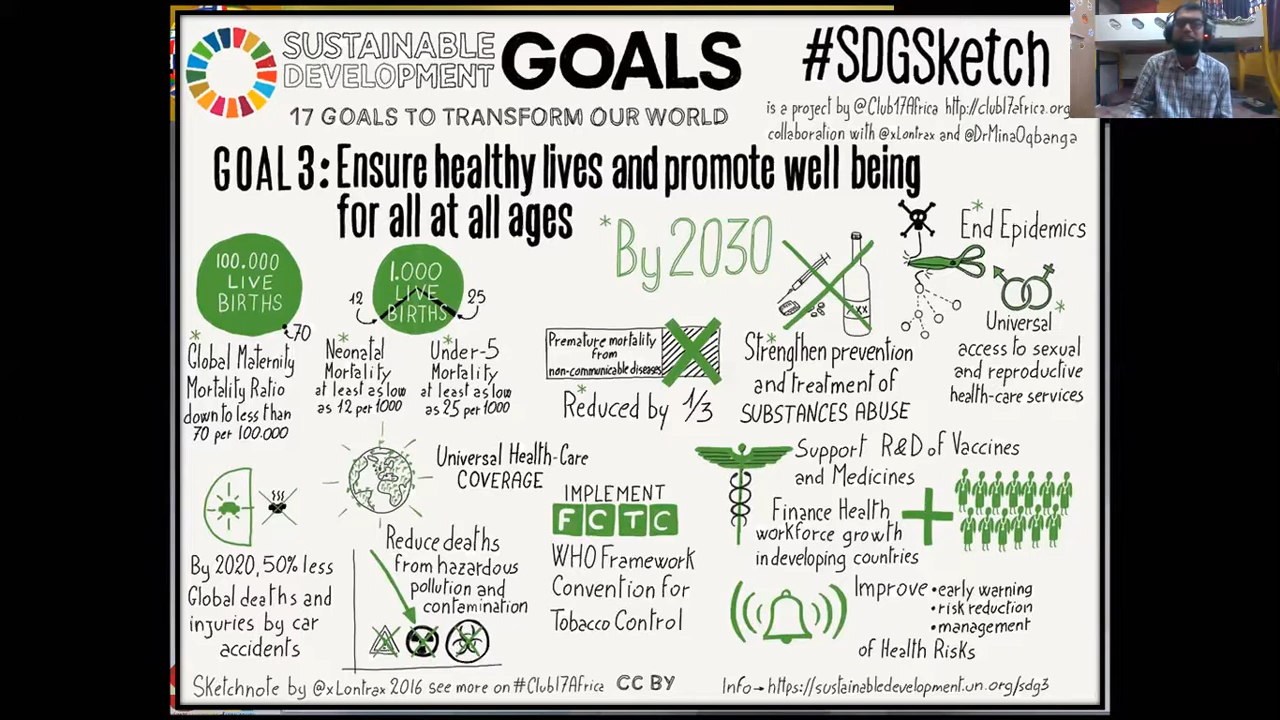 SUSTAINABLE
DEVELOPMENT
GOALS
17 GOALS TO TRANSFORM OUR WORLD
#SDGSketch
is a project by @Club17Africa http://club17africa.org
collaboration with @xLontrax and @DrMinaOgbanga
GOAL 3: Ensure healthy lives and promote well being
for all at all ages
*By 2030
100.000
LIVE
BIRTHS
70
*
Global Maternity
Mortality Ratio
down to less than
70 per 100.000
1.000
LIVE
BIRTHS
12
25
*
Neonatal
Mortality
at least as low
as 12 per 1000
*
Under-5
Mortality
at least as low
as 25 per 1000
Premature mortality
from
non-communicable diseases
*
Reduced by 1/3
XXX
*
Strengthen prevention
and treatment of
SUBSTANCES ABUSE
*
End Epidemics
Universal *
access to sexual
and reproductive
health-care services
By 2020, 50% less
Global deaths and
injuries by car
accidents
Universal Health-Care
COVERAGE
Reduce deaths
from hazardous
pollution and
contamination
IMPLEMENT
FCTC
WHO Framework
Convention for
Tobacco Control
Support R&D of Vaccines
and Medicines
Finance Health
workforce growth
in developing countries
Improve •early warning
•risk reduction
•management
of Health Risks
Sketchnote by @xLontrax 2016 see more on #Club17Africa CC BY
Info→https://sustainabledevelopment.un.org/sdg3